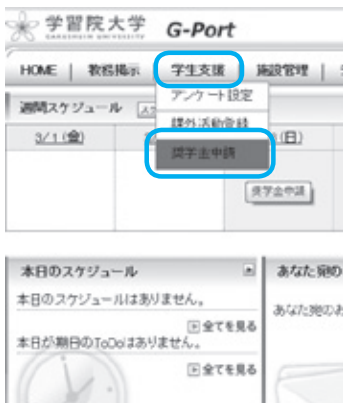 学習院大学 G-Port
GAKUSHUIN UNIVERSITY
HOME | 教務掲示 学生支援 施設管理 |
週間スケジュール
アンケート設定
課外活動登録
奨学金申請
3/1(金)
(日)
奨学金申請
本日のスケジュール
あなた宛の
本日のスケジュールはありません。
あなた宛のお
全てを見る
本日が期日のToDoはありません。
全てを見る